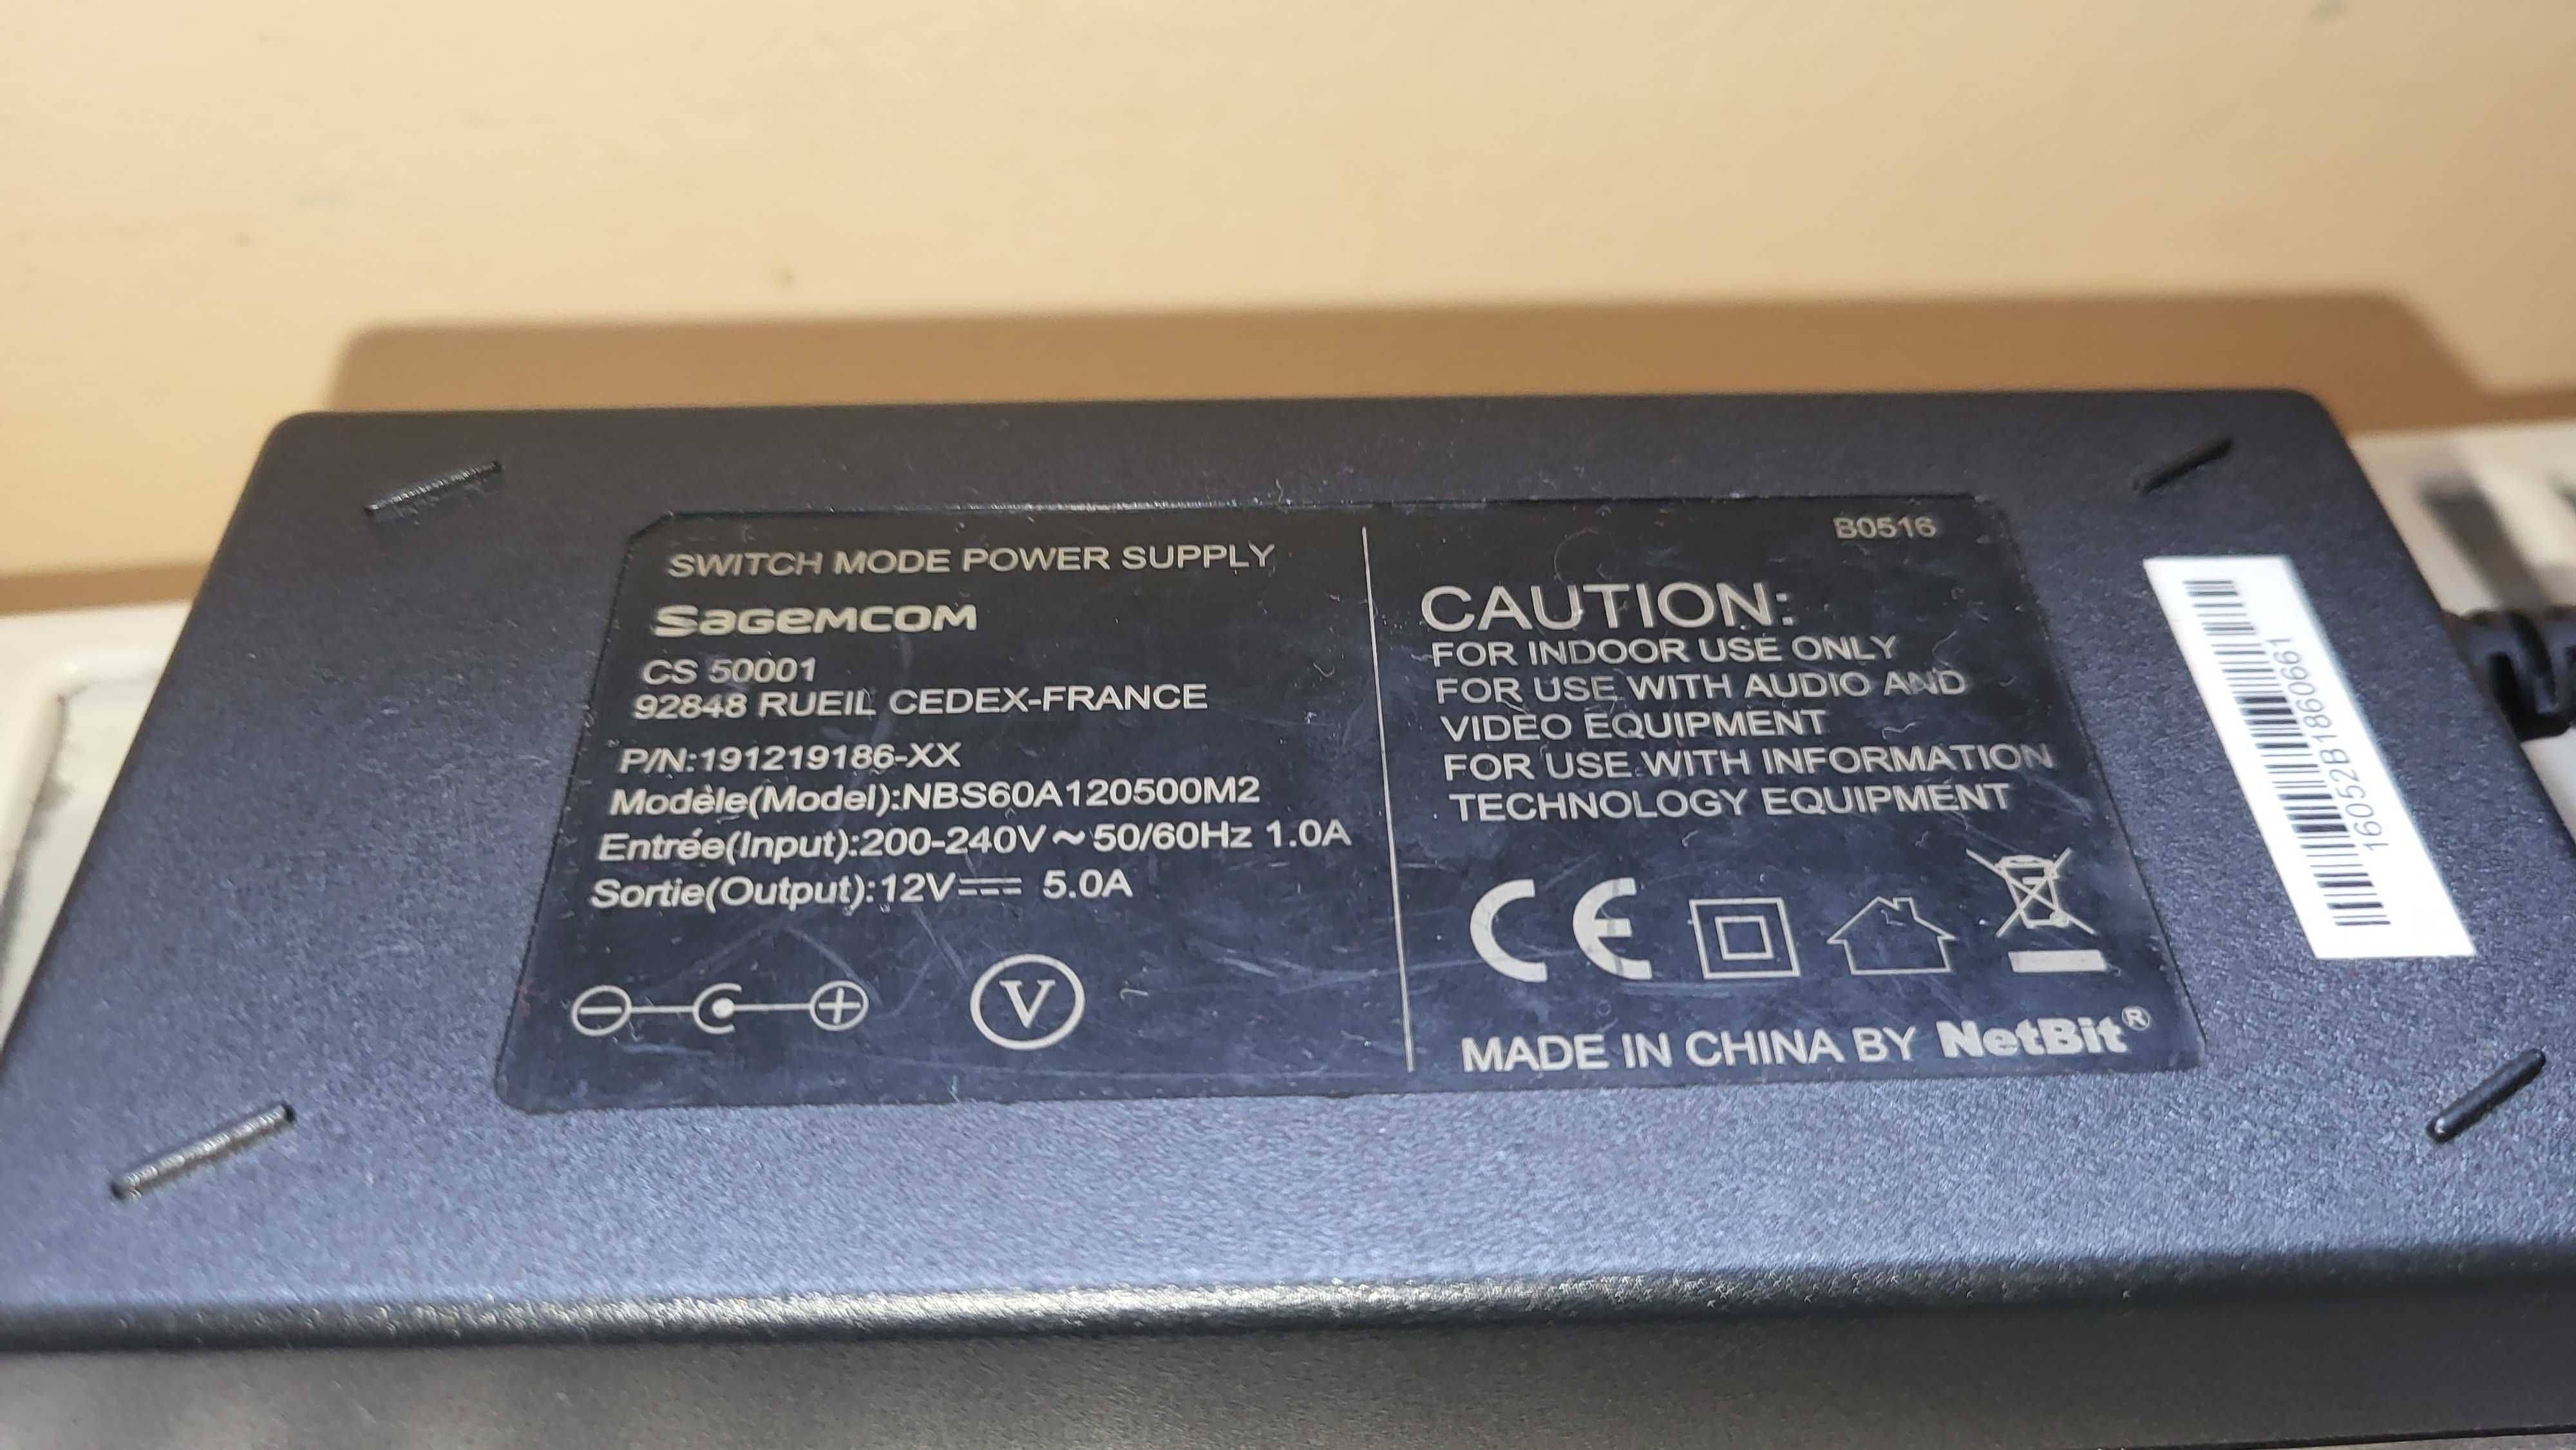 SWITCH MODE POWER SUPPLY
SAGEMCOM
CS 50001
92848 RUEIL CEDEX-FRANCE
P/N:191219186-XX
Modèle(Model):NBS60A120500M2
Entrée(Input):200-240V~50/60Hz 1.0A
Sortie(Output):12V⎓ 5.0A
V
B0516
CAUTION:
FOR INDOOR USE ONLY
FOR USE WITH AUDIO AND
VIDEO EQUIPMENT
FOR USE WITH INFORMATION
TECHNOLOGY EQUIPMENT
CE
MADE IN CHINA BY NetBit®
16052B1860661